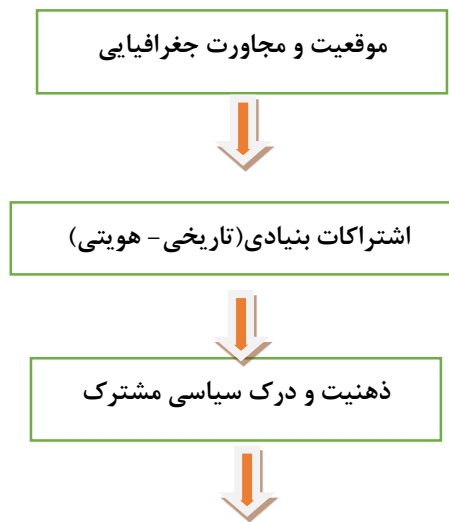 موقعیت و مجاورت جغرافیایی
اشتراکات بنیادی(تاریخی- هویتی)
ذهنیت و درک سیاسی مشترک